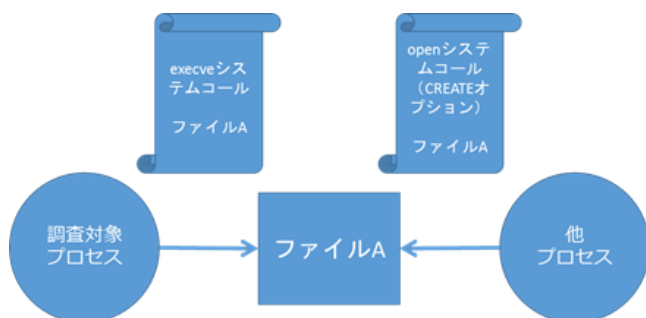 execveシス
テムコール
ファイルA
openシステ
ムコール
（CREATEオ
プション）
ファイルA
調査対象
プロセス
ファイルA
他
プロセス